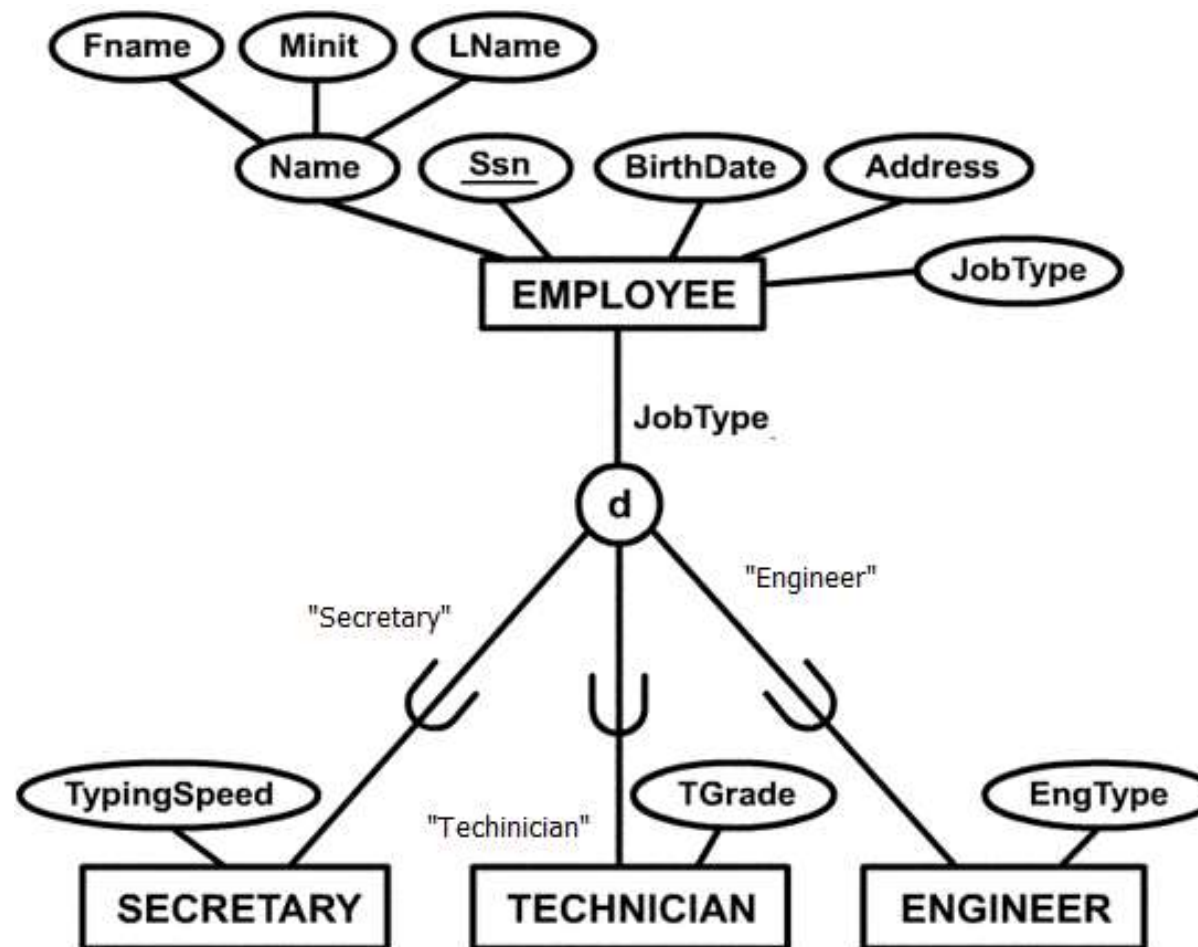 Fname
Minit
LName
Name
Ssn
BirthDate
Address
JobType
EMPLOYEE
JobType
d
"Engineer"
"Secretary"
TypingSpeed
TGrade
EngType
"Techinician"
SECRETARY
TECHNICIAN
ENGINEER